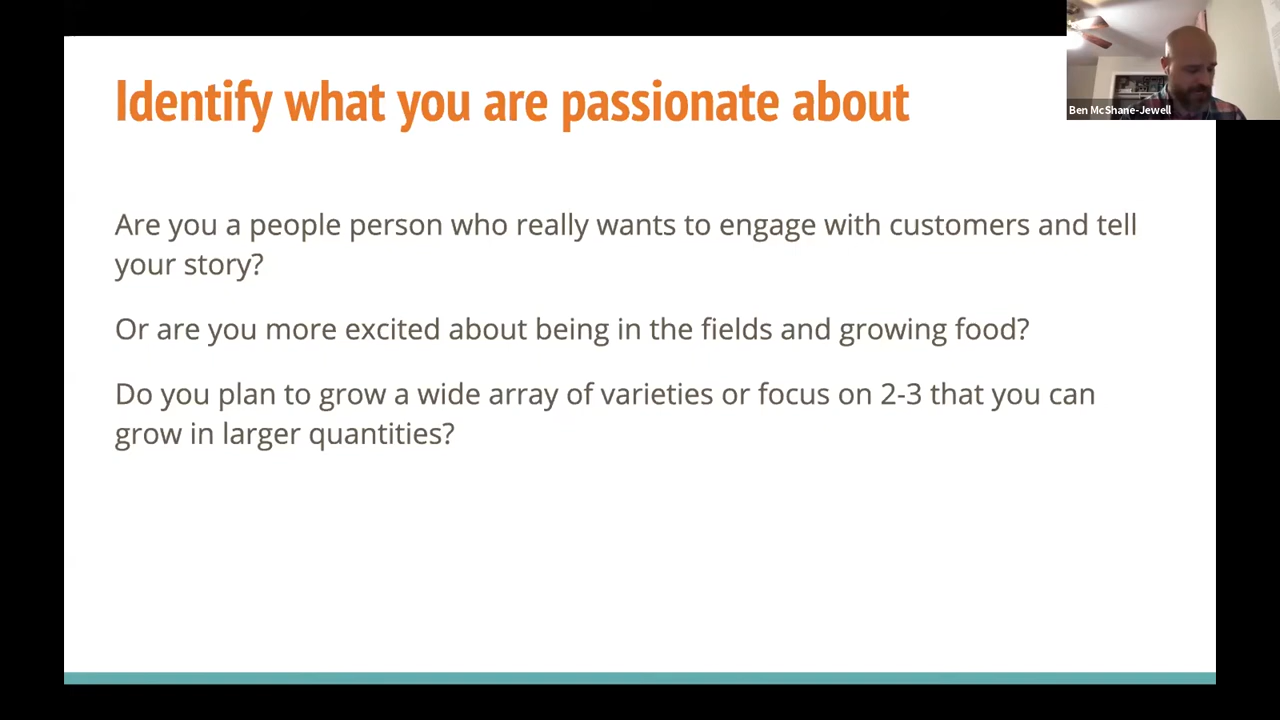 Identify what you are passionate about
Ben McShane-Jewell
Are you a people person who really wants to engage with customers and tell
your story?
Or are you more excited about being in the fields and growing food?
Do you plan to grow a wide array of varieties or focus on 2-3 that you can
grow in larger quantities?